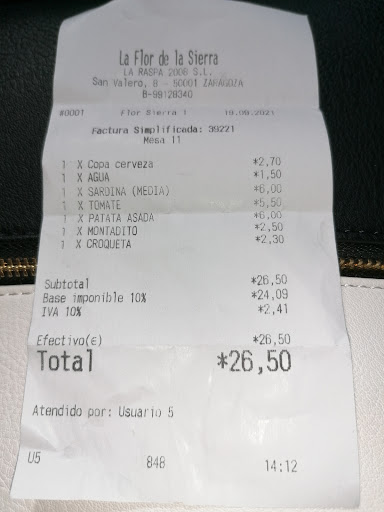 La Flor de la Sierra
LA RASPA 2006 S.L.
San Valero, 8 - 50001 ZARAGOZA
B-99128340
#0001 Flor Sierra 1 19.08.2021
Factura Simplificada: 39221
Mesa 11
1 X Copa cerveza *2,70
1 X AGUA *1,50
1 X SARDINA (MEDIA) *6,00
1 X TOMATE *5,50
1 X PATATA ASADA *6,00
1 X MONTADITO *2,50
1 X CROQUETA *2,30
Subtotal *26,50
Base imponible 10% *24,09
IVA 10% *2,41
Efectivo(€) *26,50
Total *26,50
Atendido por: Usuario 5
U5 848 14:12